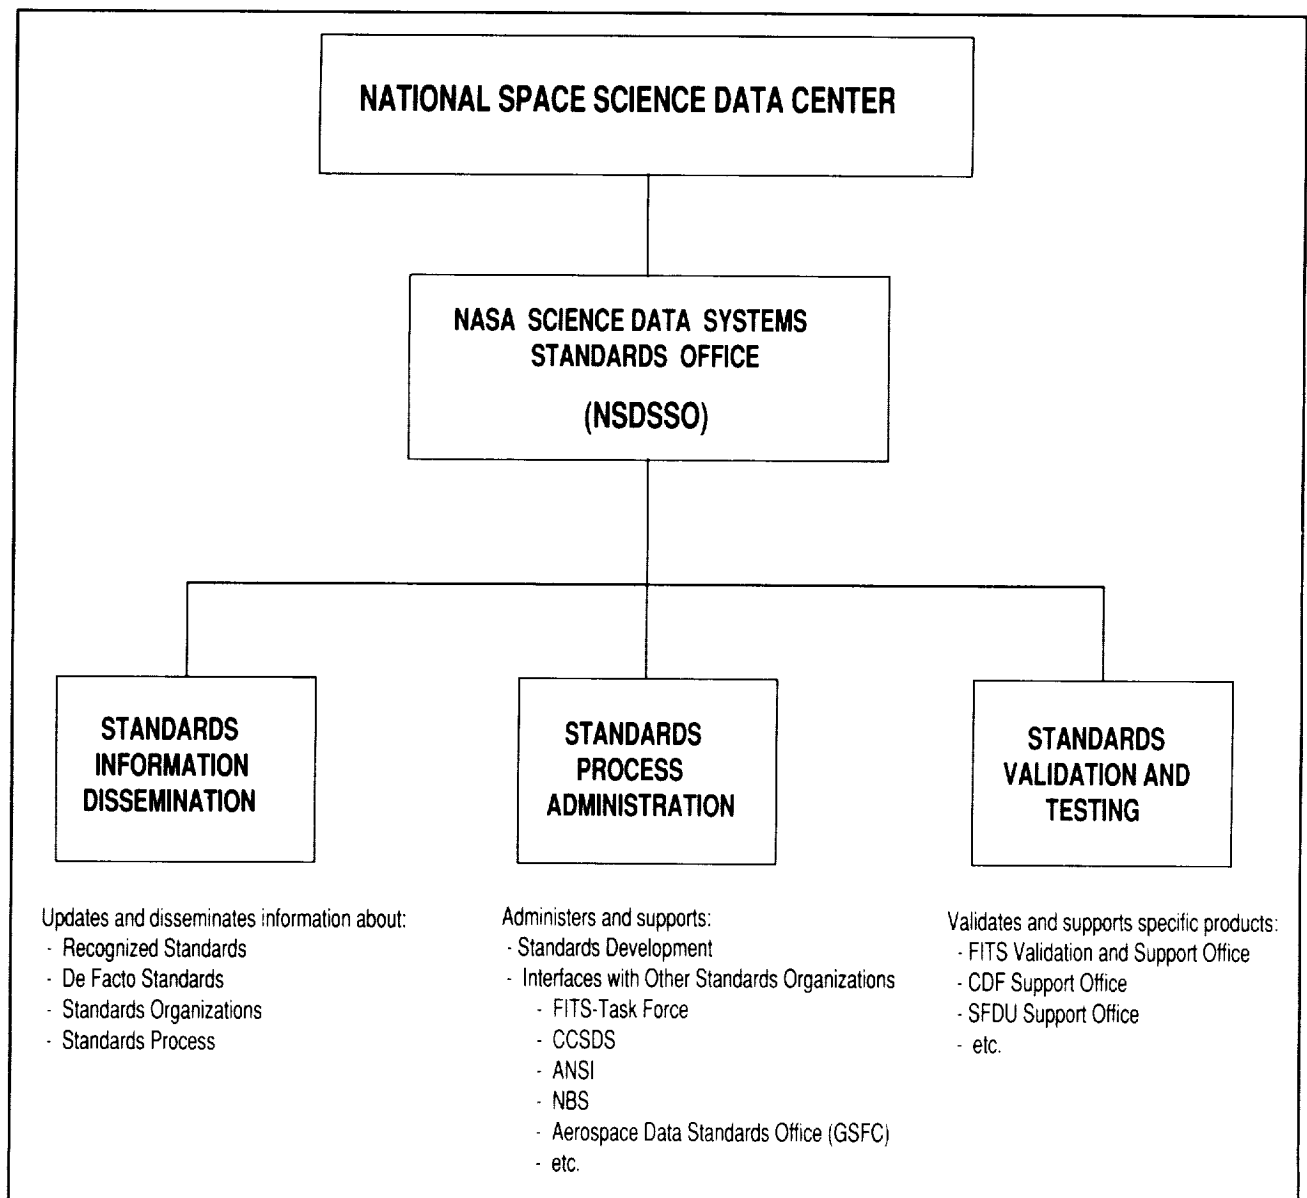 NATIONAL SPACE SCIENCE DATA CENTER
NASA SCIENCE DATA SYSTEMS
STANDARDS OFFICE
(NSDSSO)
STANDARDS
INFORMATION
DISSEMINATION
STANDARDS
PROCESS
ADMINISTRATION
STANDARDS
VALIDATION AND
TESTING
Updates and disseminates information about:
- Recognized Standards
- De Facto Standards
- Standards Organizations
- Standards Process
Administers and supports:
- Standards Development
- Interfaces with Other Standards Organizations
- FITS-Task Force
- CCSDS
- ANSI
- NBS
- Aerospace Data Standards Office (GSFC)
- etc.
Validates and supports specific products:
- FITS Validation and Support Office
- CDF Support Office
- SFDU Support Office
- etc.